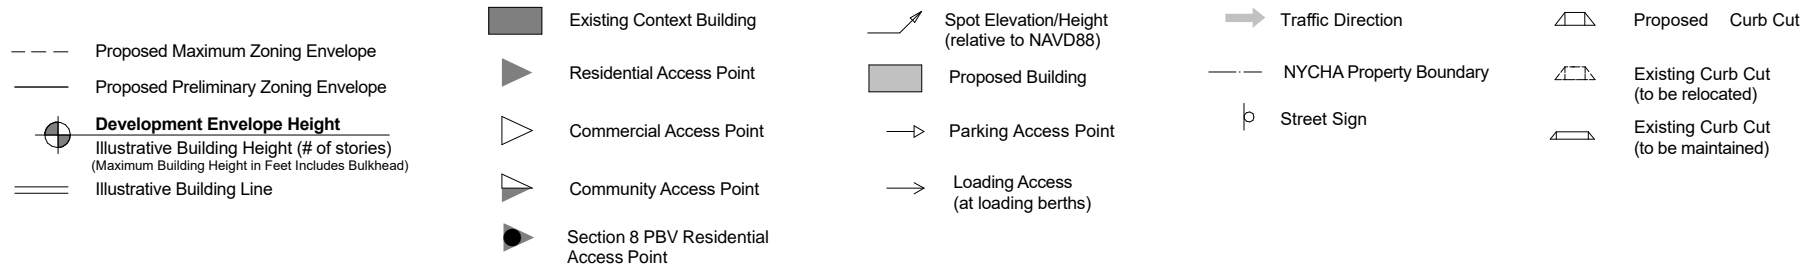 Proposed Maximum Zoning Envelope
Proposed Preliminary Zoning Envelope
Development Envelope Height
Illustrative Building Height (# of stories)
(Maximum Building Height in Feet Includes Bulkhead)
Illustrative Building Line
Existing Context Building
Residential Access Point
Commercial Access Point
Community Access Point
Section 8 PBV Residential
Access Point
Spot Elevation/Height
(relative to NAVD88)
Proposed Building
Parking Access Point
Loading Access
(at loading berths)
Traffic Direction
NYCHA Property Boundary
Street Sign
Proposed Curb Cut
Existing Curb Cut
(to be relocated)
Existing Curb Cut
(to be maintained)